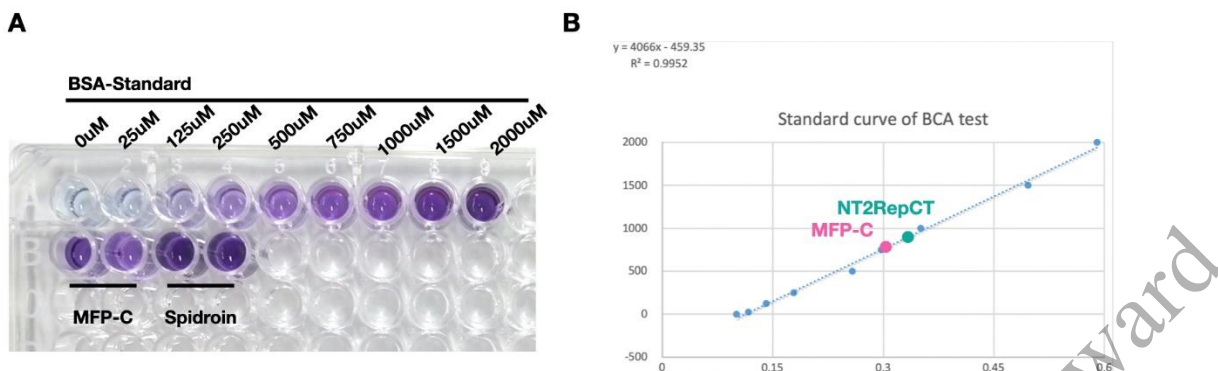 A
BSA-Standard
0uM 25uM 125uM 250uM 500uM 750uM 1000uM 1500uM 2000uM
A
B
MFP-C Spidroin
B
y = 4066x - 459.35
R² = 0.9952
Standard curve of BCA test
2000
1500
1000
500
0
-500
0 0.15 0.3 0.45 0.6
NT2RepCT
MFP-C
ward